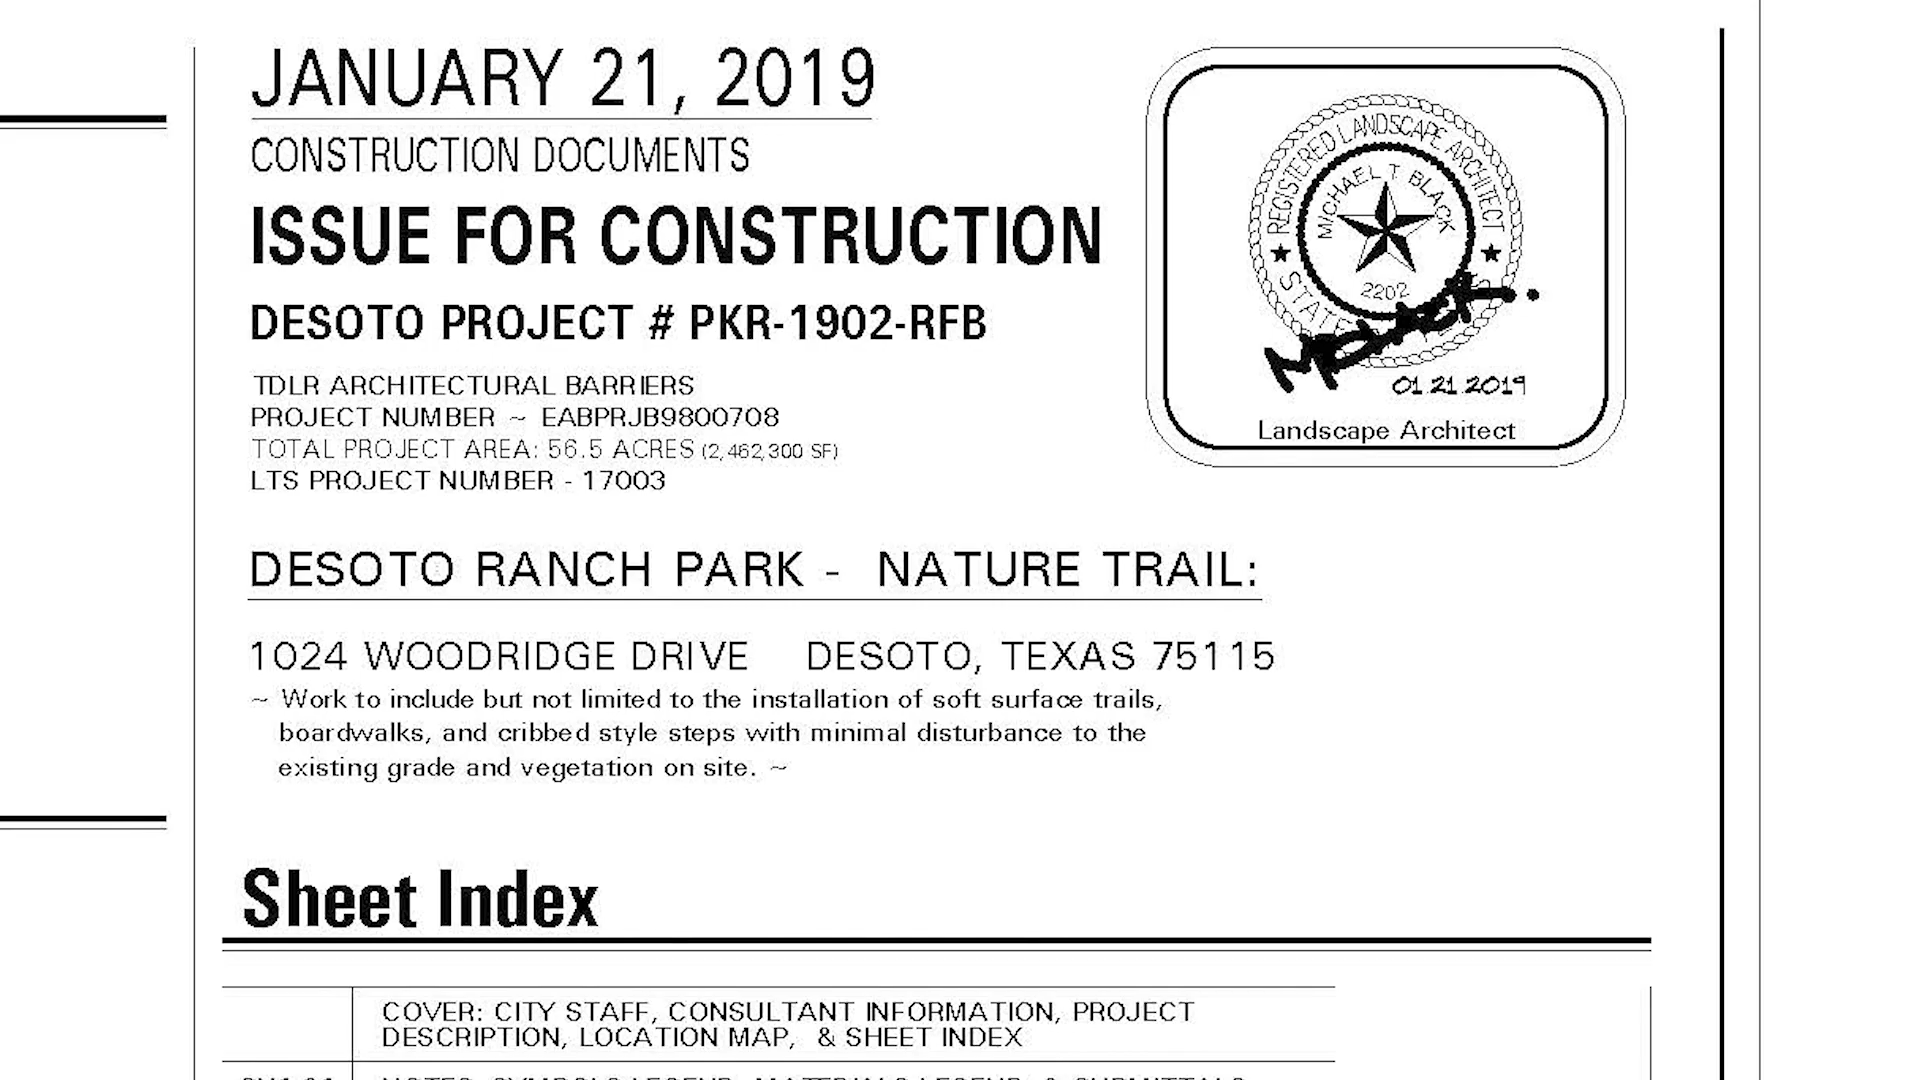 JANUARY 21, 2019
CONSTRUCTION DOCUMENTS
ISSUE FOR CONSTRUCTION
DESOTO PROJECT # PKR-1902-RFB
TDLR ARCHITECTURAL BARRIERS
PROJECT NUMBER ~ EABPRJB9800708
TOTAL PROJECT AREA: 56.5 ACRES (2,462,300 SF)
LTS PROJECT NUMBER - 17003
REGISTERED LANDSCAPE ARCHITECT
MICHAEL T. BLACK
2202
STATE
01.21.2019
Landscape Architect
DESOTO RANCH PARK - NATURE TRAIL:
1024 WOODRIDGE DRIVE DESOTO, TEXAS 75115
~ Work to include but not limited to the installation of soft surface trails,
boardwalks, and cribbed style steps with minimal disturbance to the
existing grade and vegetation on site. ~
Sheet Index
COVER: CITY STAFF, CONSULTANT INFORMATION, PROJECT
DESCRIPTION, LOCATION MAP, & SHEET INDEX